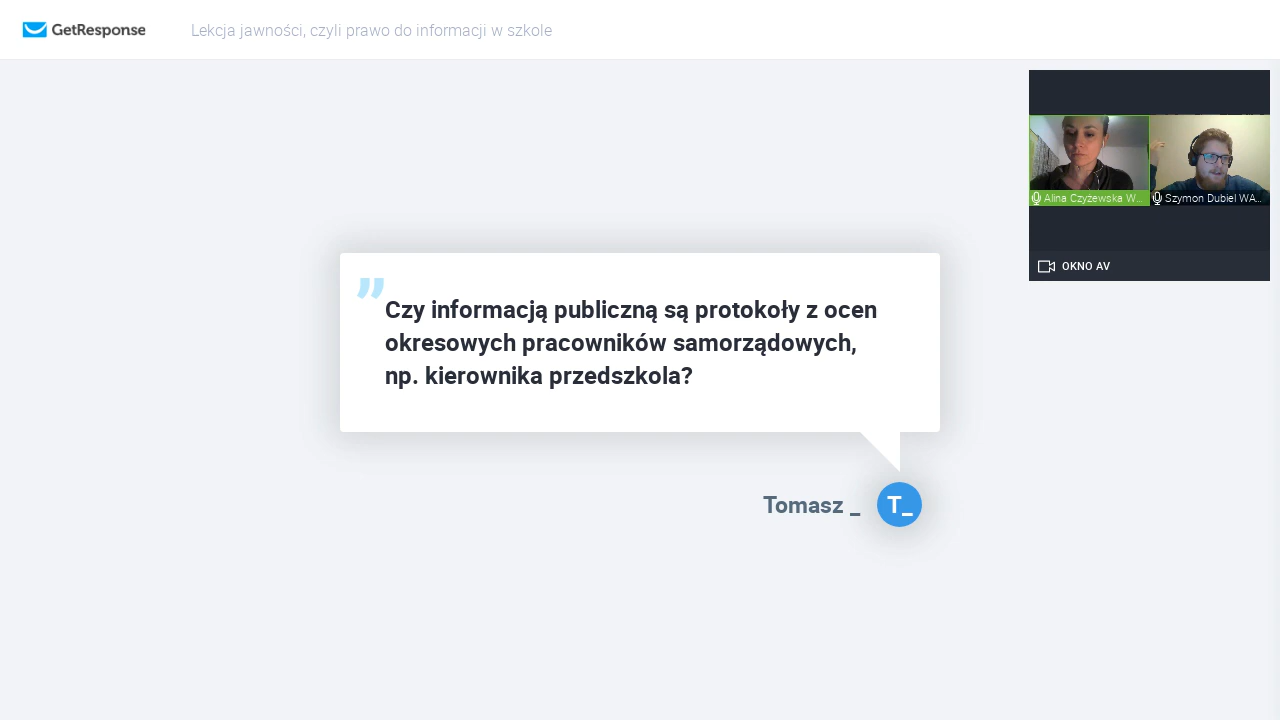 GetResponse
Lekcja jawności, czyli prawo do informacji w szkole
Alina Czyżewska W...
Szymon Dubiel WA...
OKNO AV
”
Czy informacją publiczną są protokoły z ocen
okresowych pracowników samorządowych,
np. kierownika przedszkola?
Tomasz _
T_